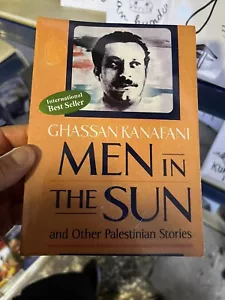 International
Best Seller
GHASSAN KANAFANI
MEN IN
THE SUN
and Other Palestinian Stories